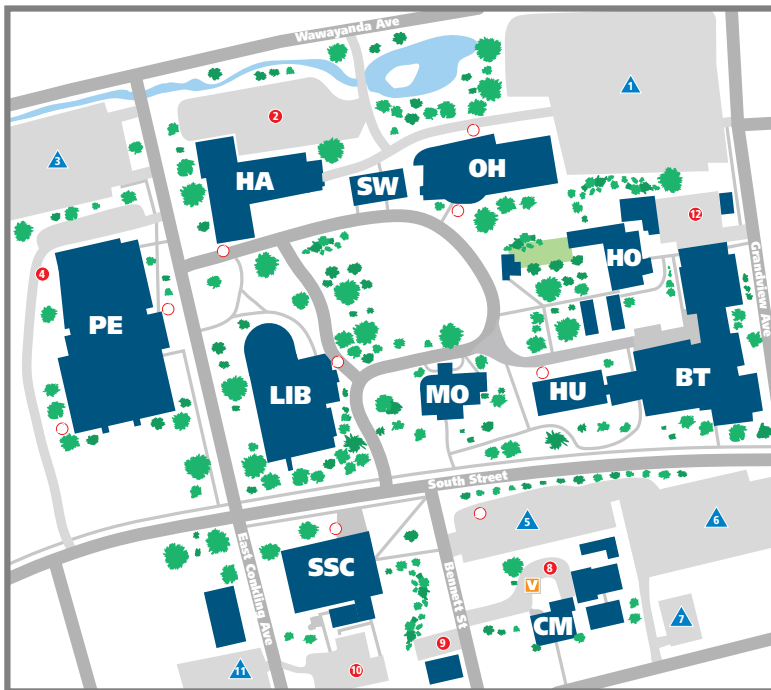 Wawayanda Ave
1
2
3
OH
HA
SW
12
HO
Grandview Ave
4
PE
BT
LIB
MO
HU
South Street
5
6
East Conkling Ave
Bennett St
SSC
8
V
7
CM
9
11
10